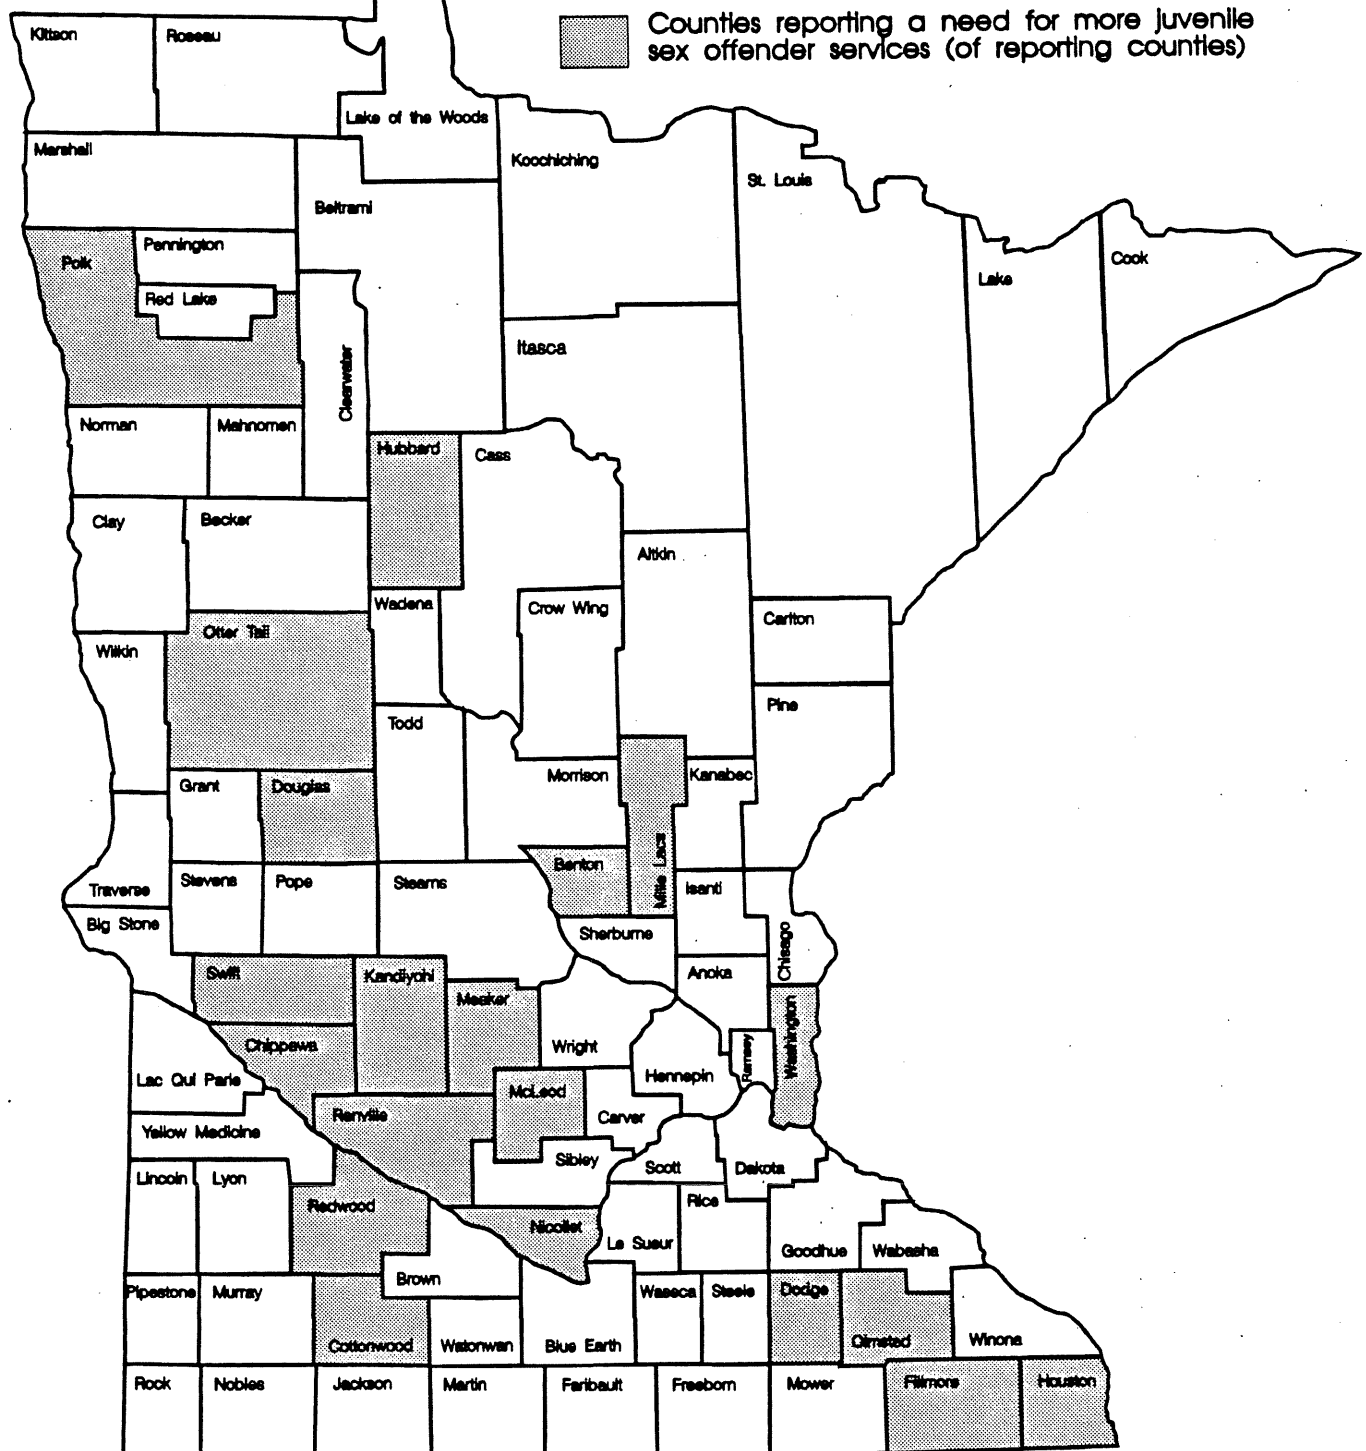 Counties reporting a need for more juvenile
sex offender services (of reporting counties)
Kittson
Roseau
Lake of the Woods
Marshall
Koochiching
St. Louis
Beltrami
Pennington
Polk
Cook
Lake
Red Lake
Itasca
Clearwater
Norman
Mahnomen
Hubbard
Cass
Clay
Becker
Aitkin
Wadena
Crow Wing
Carlton
Otter Tail
Wilkin
Pine
Todd
Morrison
Kanabec
Grant
Douglas
Mille Lacs
Benton
Traverse
Stevens
Pope
Stearns
Isanti
Big Stone
Sherburne
Chisago
Swift
Kandiyohi
Anoka
Meeker
Washington
Chippewa
Wright
Ramsey
Lac Qui Parle
Hennepin
McLeod
Renville
Carver
Yellow Medicine
Sibley
Scott
Dakota
Lincoln
Lyon
Redwood
Rice
Nicollet
Le Sueur
Goodhue
Wabasha
Brown
Pipestone
Murray
Waseca
Steele
Dodge
Cottonwood
Watonwan
Blue Earth
Olmsted
Winona
Rock
Nobles
Jackson
Martin
Faribault
Freeborn
Mower
Fillmore
Houston